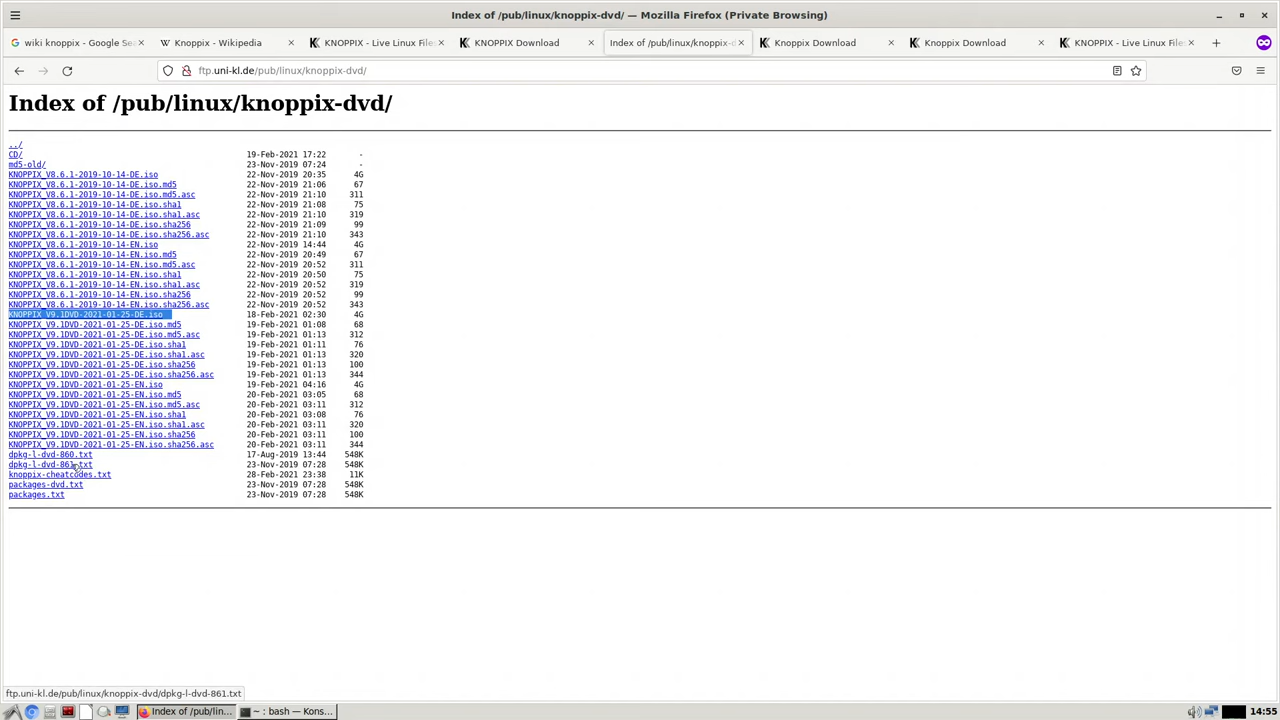 Index of /pub/linux/knoppix-dvd/ — Mozilla Firefox (Private Browsing)
wiki knoppix - Google Se
Knoppix - Wikipedia
KNOPPIX - Live Linux File
KNOPPIX Download
Index of /pub/linux/knoppix-d
Knoppix Download
Knoppix Download
KNOPPIX - Live Linux File
ftp.uni-kl.de/pub/linux/knoppix-dvd/
Index of /pub/linux/knoppix-dvd/
../
CD/ 19-Feb-2021 17:22 -
md5-old/ 23-Nov-2019 07:24 -
KNOPPIX_V8.6.1-2019-10-14-DE.iso 22-Nov-2019 20:35 4G
KNOPPIX_V8.6.1-2019-10-14-DE.iso.md5 22-Nov-2019 21:06 67
KNOPPIX_V8.6.1-2019-10-14-DE.iso.md5.asc 22-Nov-2019 21:10 311
KNOPPIX_V8.6.1-2019-10-14-DE.iso.sha1 22-Nov-2019 21:08 75
KNOPPIX_V8.6.1-2019-10-14-DE.iso.sha1.asc 22-Nov-2019 21:10 319
KNOPPIX_V8.6.1-2019-10-14-DE.iso.sha256 22-Nov-2019 21:09 99
KNOPPIX_V8.6.1-2019-10-14-DE.iso.sha256.asc 22-Nov-2019 21:10 343
KNOPPIX_V8.6.1-2019-10-14-EN.iso 22-Nov-2019 14:44 4G
KNOPPIX_V8.6.1-2019-10-14-EN.iso.md5 22-Nov-2019 20:49 67
KNOPPIX_V8.6.1-2019-10-14-EN.iso.md5.asc 22-Nov-2019 20:52 311
KNOPPIX_V8.6.1-2019-10-14-EN.iso.sha1 22-Nov-2019 20:50 75
KNOPPIX_V8.6.1-2019-10-14-EN.iso.sha1.asc 22-Nov-2019 20:52 319
KNOPPIX_V8.6.1-2019-10-14-EN.iso.sha256 22-Nov-2019 20:52 99
KNOPPIX_V8.6.1-2019-10-14-EN.iso.sha256.asc 22-Nov-2019 20:52 343
KNOPPIX_V9.1DVD-2021-01-25-DE.iso 18-Feb-2021 02:30 4G
KNOPPIX_V9.1DVD-2021-01-25-DE.iso.md5 19-Feb-2021 01:08 68
KNOPPIX_V9.1DVD-2021-01-25-DE.iso.md5.asc 19-Feb-2021 01:13 312
KNOPPIX_V9.1DVD-2021-01-25-DE.iso.sha1 19-Feb-2021 01:11 76
KNOPPIX_V9.1DVD-2021-01-25-DE.iso.sha1.asc 19-Feb-2021 01:13 320
KNOPPIX_V9.1DVD-2021-01-25-DE.iso.sha256 19-Feb-2021 01:13 100
KNOPPIX_V9.1DVD-2021-01-25-DE.iso.sha256.asc 19-Feb-2021 01:13 344
KNOPPIX_V9.1DVD-2021-01-25-EN.iso 19-Feb-2021 04:16 4G
KNOPPIX_V9.1DVD-2021-01-25-EN.iso.md5 20-Feb-2021 03:05 68
KNOPPIX_V9.1DVD-2021-01-25-EN.iso.md5.asc 20-Feb-2021 03:11 312
KNOPPIX_V9.1DVD-2021-01-25-EN.iso.sha1 20-Feb-2021 03:08 76
KNOPPIX_V9.1DVD-2021-01-25-EN.iso.sha1.asc 20-Feb-2021 03:11 320
KNOPPIX_V9.1DVD-2021-01-25-EN.iso.sha256 20-Feb-2021 03:11 100
KNOPPIX_V9.1DVD-2021-01-25-EN.iso.sha256.asc 20-Feb-2021 03:11 344
dpkg-l-dvd-860.txt 17-Aug-2019 13:44 548K
dpkg-l-dvd-861.txt 23-Nov-2019 07:28 548K
knoppix-cheatcodes.txt 28-Feb-2021 23:38 11K
packages-dvd.txt 23-Nov-2019 07:28 548K
packages.txt 23-Nov-2019 07:28 548K
ftp.uni-kl.de/pub/linux/knoppix-dvd/dpkg-l-dvd-861.txt
Index of /pub/lin...
~ : bash — Kons...
14:55